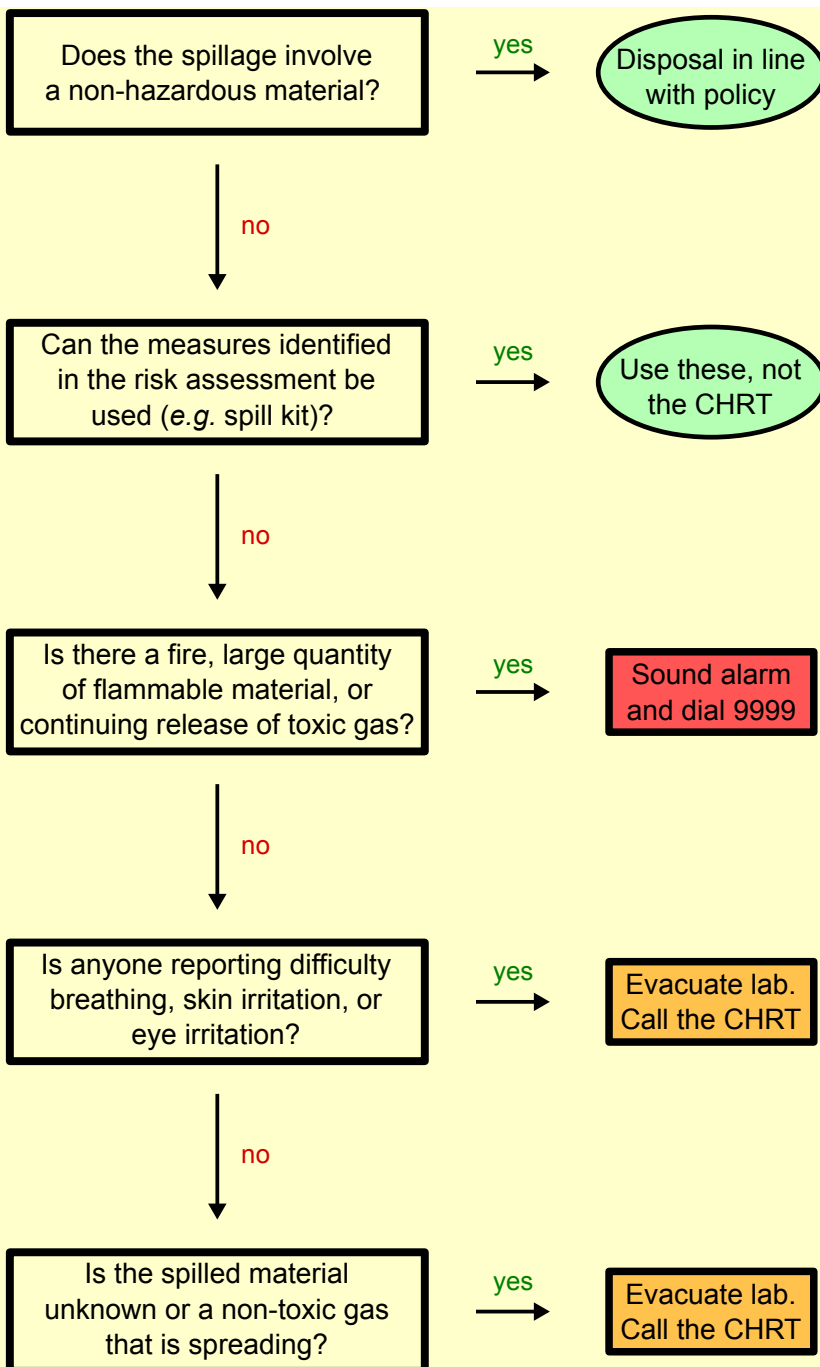 Does the spillage involve
a non-hazardous material?
yes
Disposal in line
with policy
no
Can the measures identified
in the risk assessment be
used (e.g. spill kit)?
yes
Use these, not
the CHRT
no
Is there a fire, large quantity
of flammable material, or
continuing release of toxic gas?
yes
Sound alarm
and dial 9999
no
Is anyone reporting difficulty
breathing, skin irritation, or
eye irritation?
yes
Evacuate lab.
Call the CHRT
no
Is the spilled material
unknown or a non-toxic gas
that is spreading?
yes
Evacuate lab.
Call the CHRT